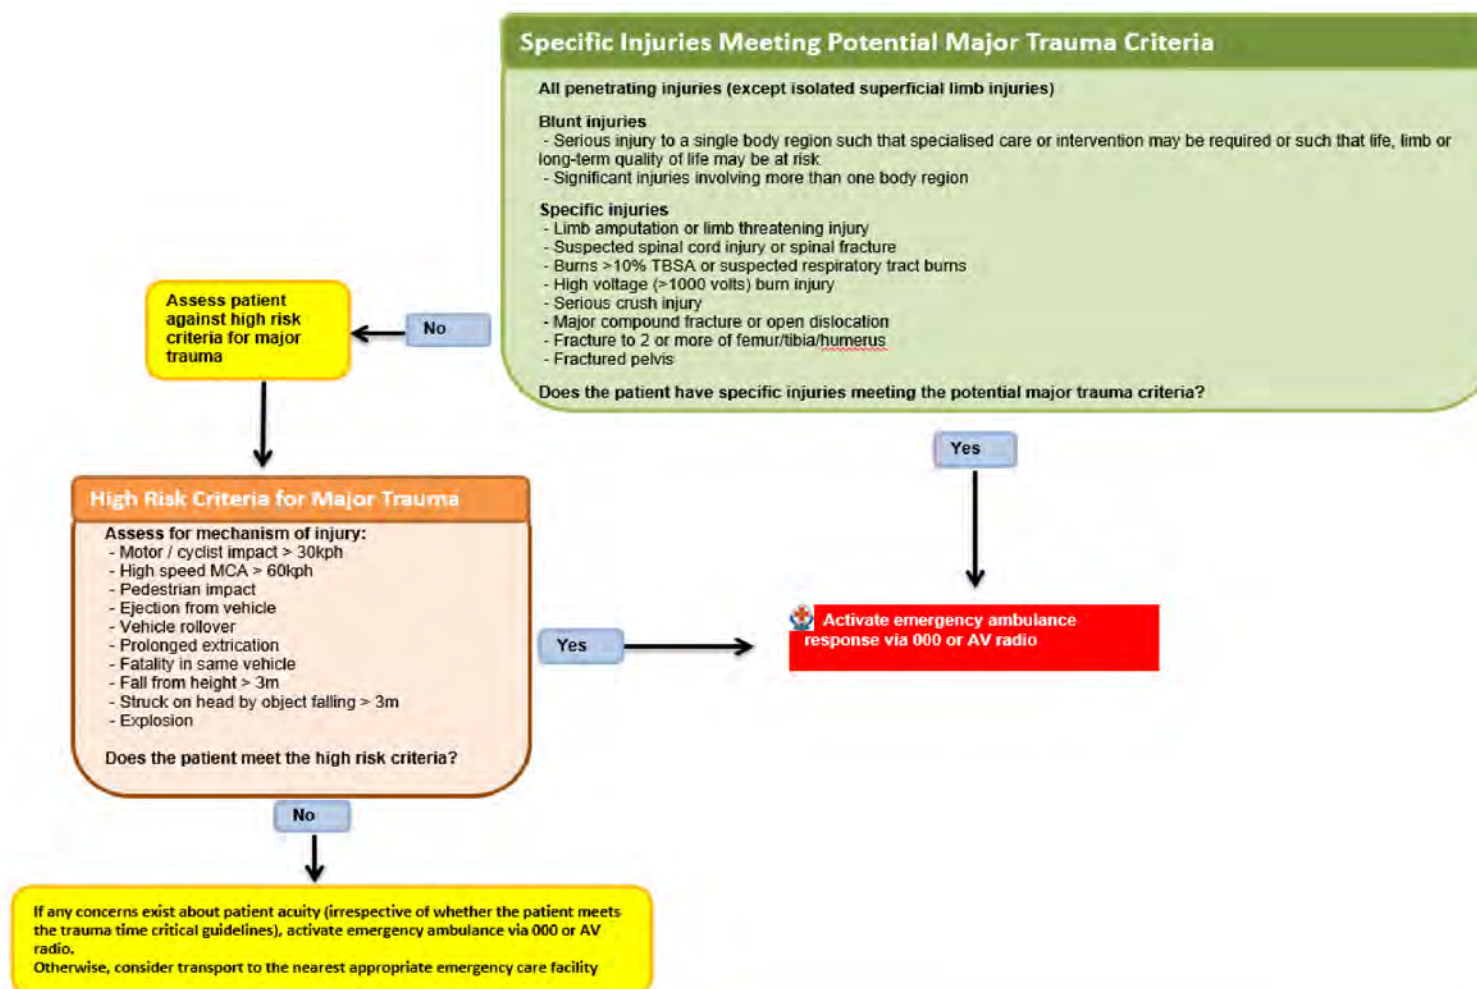 Specific Injuries Meeting Potential Major Trauma Criteria
All penetrating injuries (except isolated superficial limb injuries)
Blunt injuries
- Serious injury to a single body region such that specialised care or intervention may be required or such that life, limb or
long-term quality of life may be at risk
- Significant injuries involving more than one body region
Specific injuries
- Limb amputation or limb threatening injury
- Suspected spinal cord injury or spinal fracture
- Burns >10% TBSA or suspected respiratory tract burns
- High voltage (>1000 volts) burn injury
- Serious crush injury
- Major compound fracture or open dislocation
- Fracture to 2 or more of femur/tibia/humerus
- Fractured pelvis
Does the patient have specific injuries meeting the potential major trauma criteria?
No
Assess patient
against high risk
criteria for major
trauma
Yes
High Risk Criteria for Major Trauma
Assess for mechanism of injury:
- Motor / cyclist impact > 30kph
- High speed MCA > 60kph
- Pedestrian impact
- Ejection from vehicle
- Vehicle rollover
- Prolonged extrication
- Fatality in same vehicle
- Fall from height > 3m
- Struck on head by object falling > 3m
- Explosion
Does the patient meet the high risk criteria?
Yes
Activate emergency ambulance
response via 000 or AV radio
No
If any concerns exist about patient acuity (irrespective of whether the patient meets
the trauma time critical guidelines), activate emergency ambulance via 000 or AV
radio.
Otherwise, consider transport to the nearest appropriate emergency care facility